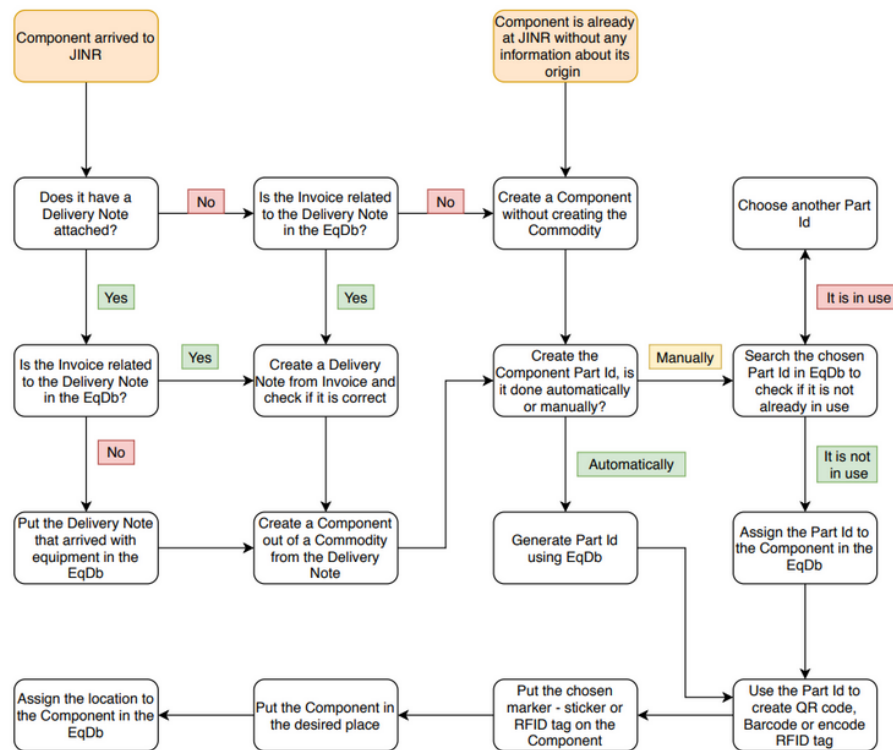 Component arrived to
JINR
Component is already
at JINR without any
information about its
origin
Does it have a
Delivery Note
attached?
No
Is the Invoice related
to the Delivery Note
in the EqDb?
No
Create a Component
without creating the
Commodity
Choose another Part
Id
Yes
Yes
It is in use
Is the Invoice related
to the Delivery Note
in the EqDb?
Yes
Create a Delivery
Note from Invoice and
check if it is correct
Create the
Component Part Id, is
it done automatically
or manually?
Manually
Search the chosen
Part Id in EqDb to
check if it is not
already in use
No
Automatically
It is not
in use
Put the Delivery Note
that arrived with
equipment in the
EqDb
Create a Component
out of a Commodity
from the Delivery
Note
Generate Part Id
using EqDb
Assign the Part Id to
the Component in the
EqDb
Assign the location to
the Component in the
EqDb
Put the Component in
the desired place
Put the chosen
marker - sticker or
RFID tag on the
Component
Use the Part Id to
create QR code,
Barcode or encode
RFID tag